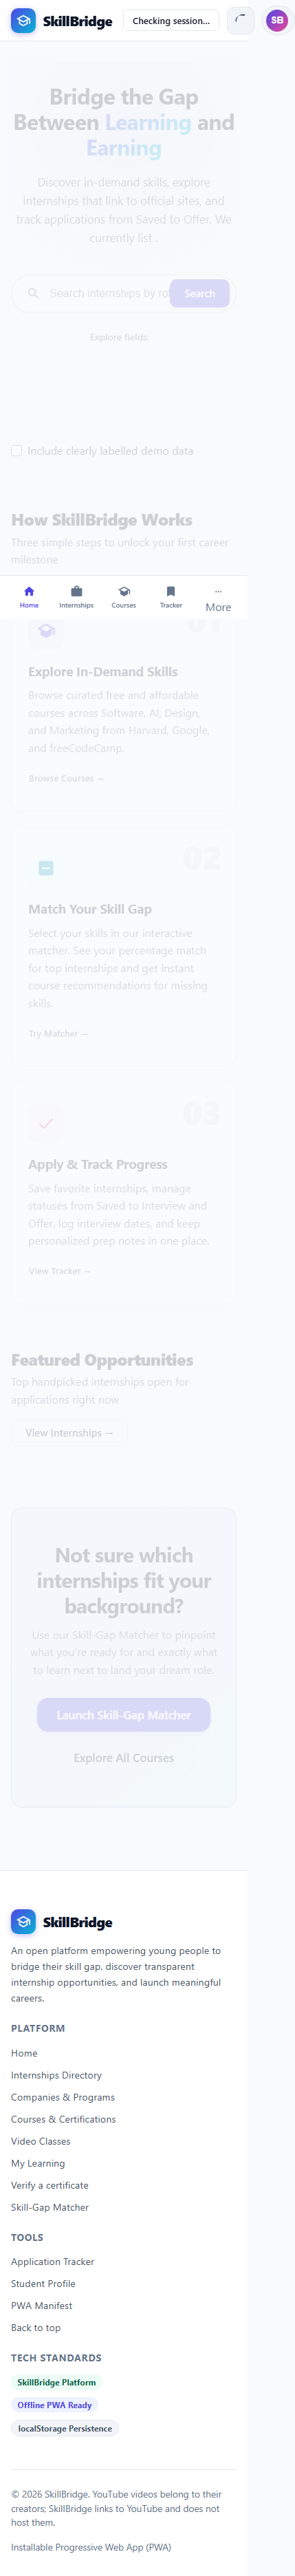 SkillBridge
Checking session...
SB
Bridge the Gap
Between Learning and
Earning
Discover in-demand skills, explore
internships that link to official sites, and
track applications from Saved to Offer. We
currently list .
Search internships by ro
Search
Explore fields:
Include clearly labelled demo data
How SkillBridge Works
Three simple steps to unlock your first career
milestone
Home
Internships
Courses
Tracker
More
01
Explore In-Demand Skills
Browse curated free and affordable
courses across Software, AI, Design,
and Marketing from Harvard, Google,
and freeCodeCamp.
Browse Courses →
02
Match Your Skill Gap
Select your skills in our interactive
matcher. See your percentage match
for top internships and get instant
course recommendations for missing
skills.
Try Matcher →
03
Apply & Track Progress
Save favorite internships, manage
statuses from Saved to Interview and
Offer, log interview dates, and keep
personalized prep notes in one place.
View Tracker →
Featured Opportunities
Top handpicked internships open for
applications right now
View Internships →
Not sure which
internships fit your
background?
Use our Skill-Gap Matcher to pinpoint
what you're ready for and exactly what
to learn next to land your dream role.
Launch Skill-Gap Matcher
Explore All Courses
SkillBridge
An open platform empowering young people to
bridge their skill gap, discover transparent
internship opportunities, and launch meaningful
careers.
PLATFORM
Home
Internships Directory
Companies & Programs
Courses & Certifications
Video Classes
My Learning
Verify a certificate
Skill-Gap Matcher
TOOLS
Application Tracker
Student Profile
PWA Manifest
Back to top
TECH STANDARDS
SkillBridge Platform
Offline PWA Ready
localStorage Persistence
© 2026 SkillBridge. YouTube videos belong to their
creators; SkillBridge links to YouTube and does not
host them.
Installable Progressive Web App (PWA)